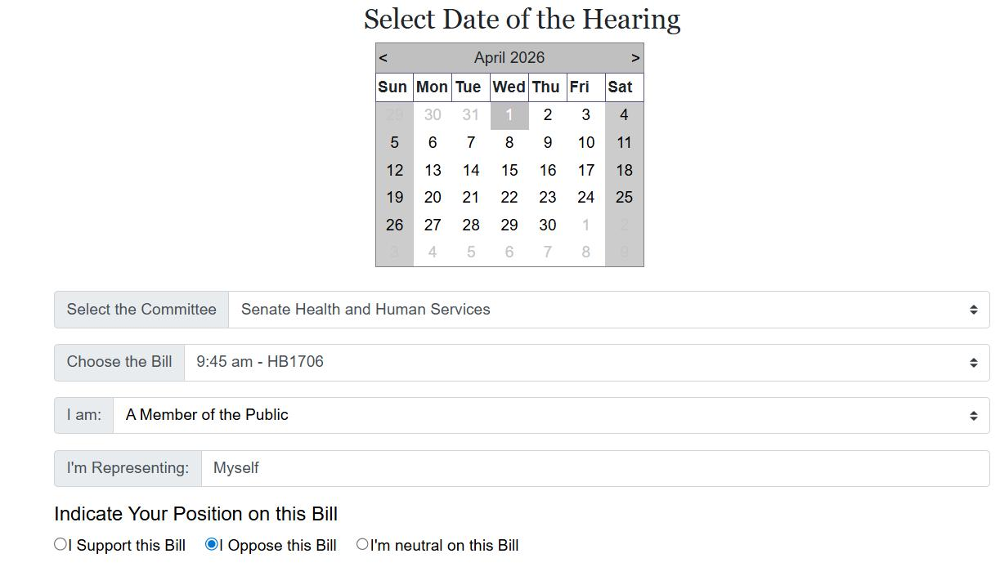 Select Date of the Hearing
< April 2026 >
Sun Mon Tue Wed Thu Fri Sat
29 30 31 1 2 3 4
5 6 7 8 9 10 11
12 13 14 15 16 17 18
19 20 21 22 23 24 25
26 27 28 29 30 1 2
3 4 5 6 7 8 9
Select the Committee Senate Health and Human Services
Choose the Bill 9:45 am - HB1706
I am: A Member of the Public
I'm Representing: Myself
Indicate Your Position on this Bill
I Support this Bill I Oppose this Bill I'm neutral on this Bill